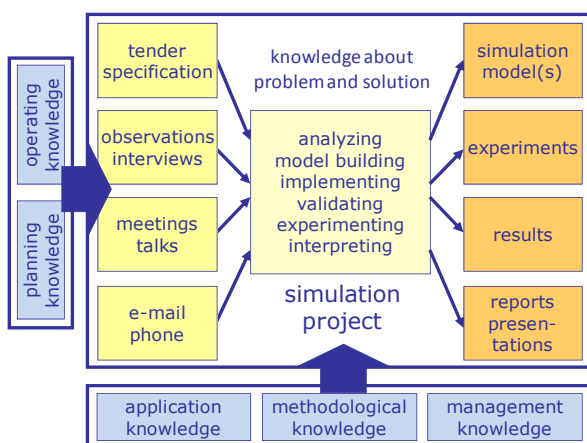 operating
knowledge
planning
knowledge
tender
specification
observations
interviews
meetings
talks
e-mail
phone
knowledge about
problem and solution
analyzing
model building
implementing
validating
experimenting
interpreting
simulation
project
simulation
model(s)
experiments
results
reports
presen-
tations
application
knowledge
methodological
knowledge
management
knowledge